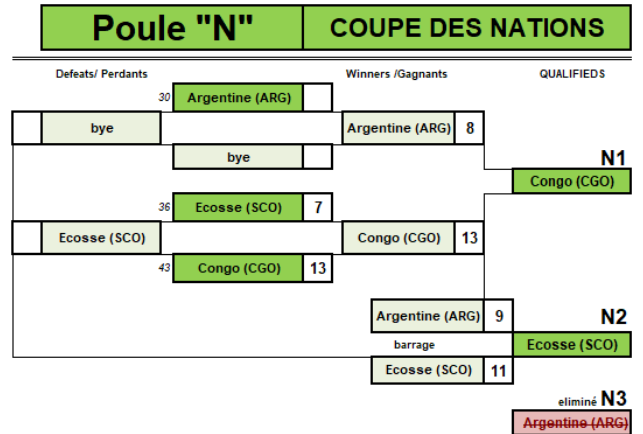 Poule "N" COUPE DES NATIONS
Defeats/ Perdants Winners /Gagnants QUALIFIEDS
30 Argentine (ARG)
bye Argentine (ARG) 8
bye N1
Congo (CGO)
36 Ecosse (SCO) 7
Ecosse (SCO) Congo (CGO) 13
43 Congo (CGO) 13
Argentine (ARG) 9 N2
barrage Ecosse (SCO)
Ecosse (SCO) 11
eliminé N3
Argentine (ARG)